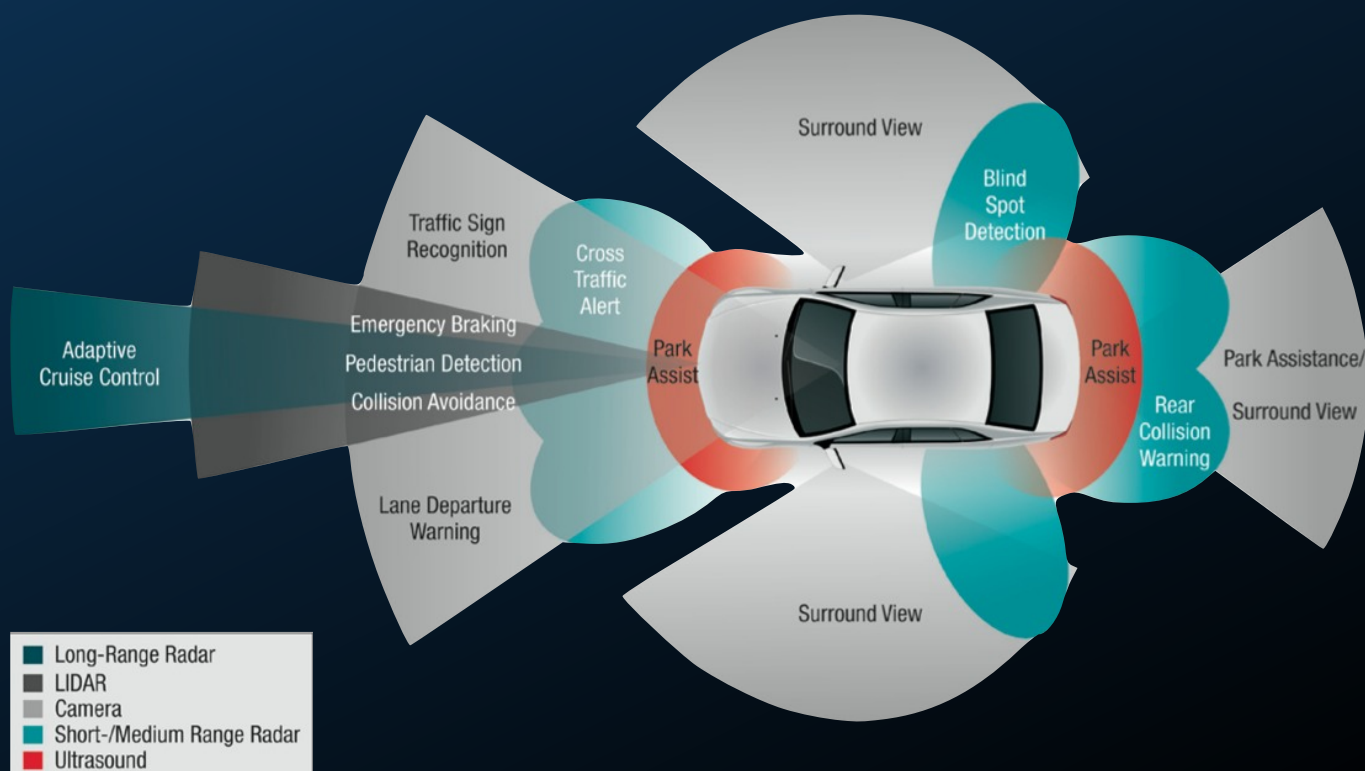 Surround View
Blind
Spot
Detection
Traffic Sign
Recognition
Cross
Traffic
Alert
Emergency Braking
Pedestrian Detection
Collision Avoidance
Adaptive
Cruise Control
Park
Assist
Park
Assist
Park Assistance/
Surround View
Rear
Collision
Warning
Lane Departure
Warning
Surround View
Long-Range Radar
LIDAR
Camera
Short-/Medium Range Radar
Ultrasound